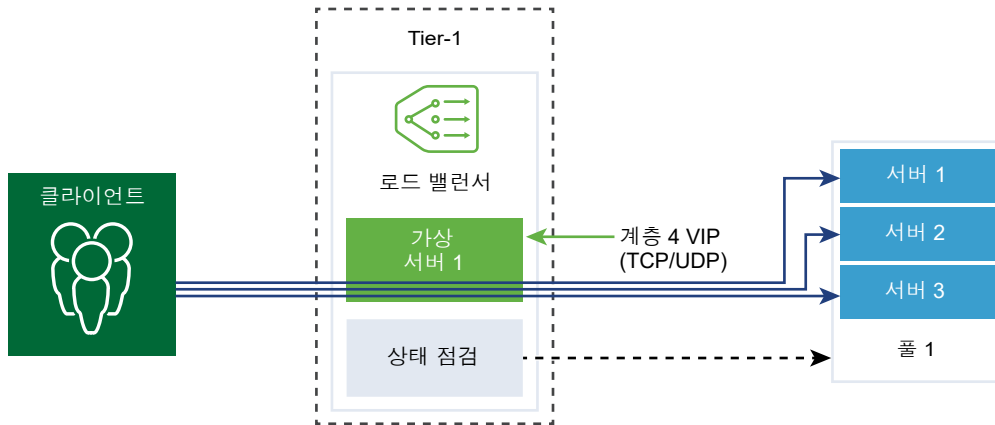 Tier-1
로드 밸런서
클라이언트
가상
서버 1
계층 4 VIP
(TCP/UDP)
상태 점검
서버 1
서버 2
서버 3
풀 1